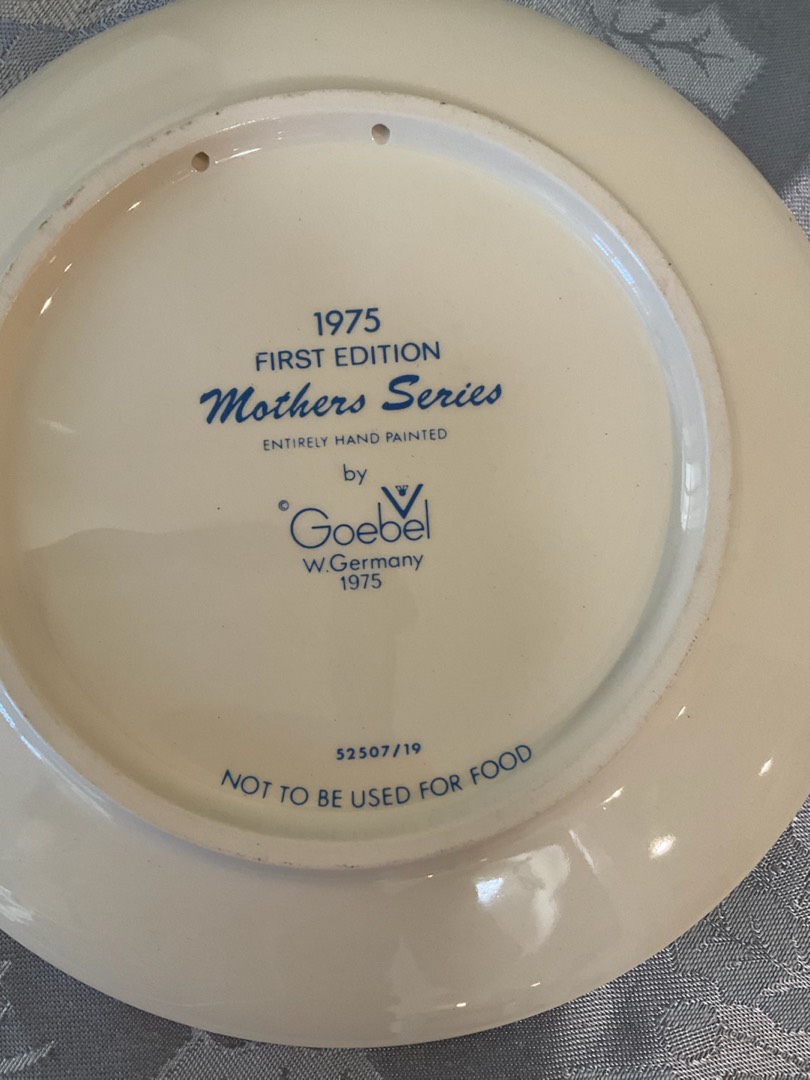 1975
FIRST EDITION
Mothers Series
ENTIRELY HAND PAINTED
by
© Goebel
W.Germany
1975
52507/19
NOT TO BE USED FOR FOOD